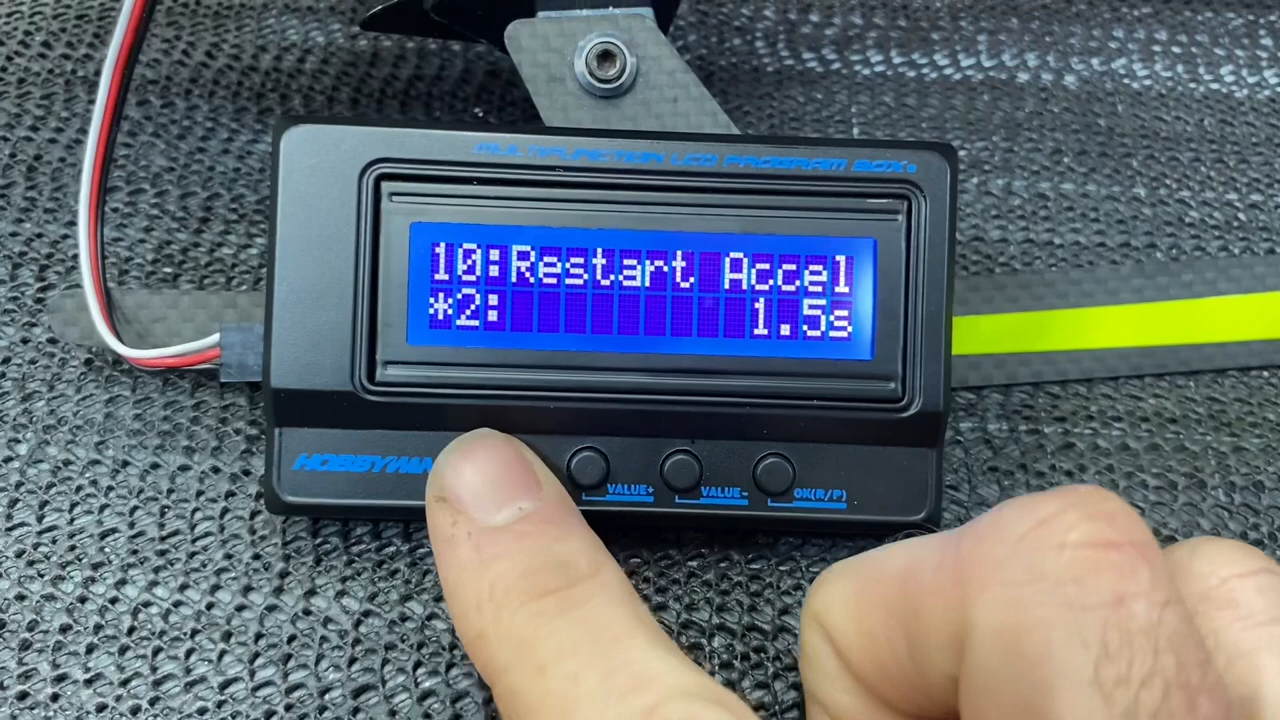 MULTIFUNCTION LCD PROGRAM BOX
10:Restart Accel
*2: 1.5s
VALUE+
VALUE-
OK(R/P)